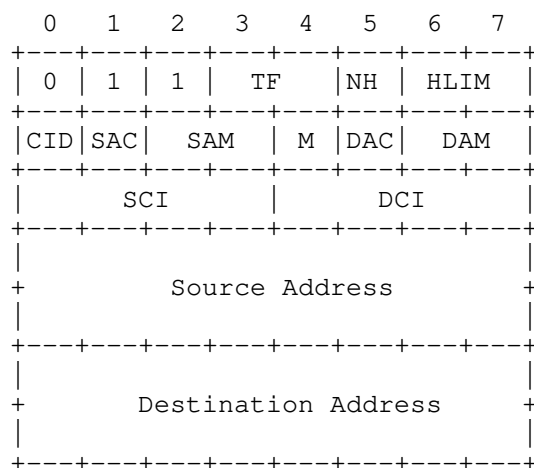 0 1 2 3 4 5 6 7
+---+---+---+---+---+---+---+---+
| 0 | 1 | 1 | TF |NH | HLIM |
+---+---+---+---+---+---+---+---+
|CID|SAC| SAM | M |DAC| DAM |
+---+---+---+---+---+---+---+---+
| SCI | DCI |
+---+---+---+---+---+---+---+---+
| |
+ Source Address +
| |
+---+---+---+---+---+---+---+---+
| |
+ Destination Address +
| |
+---+---+---+---+---+---+---+---+